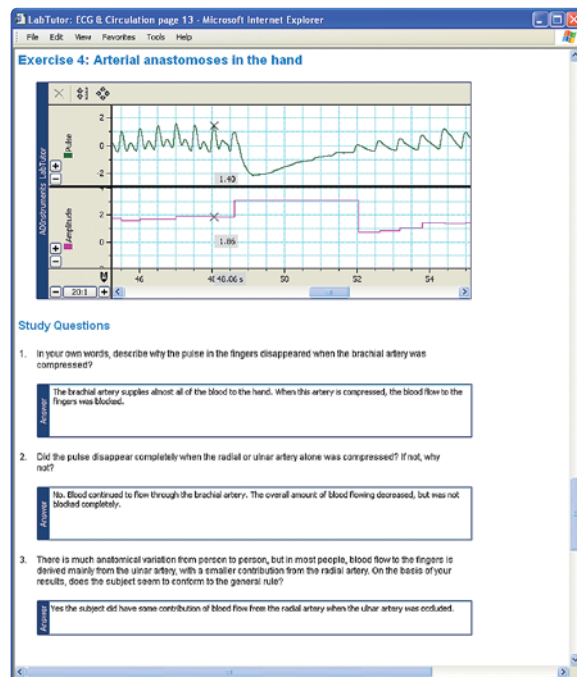 LabTutor: ECG & Circulation page 13 - Microsoft Internet Explorer
File Edit View Favorites Tools Help
Exercise 4: Arterial anastomoses in the hand
ADInstruments LabTutor
Pulse
2
0
-2
1.40
Amplitude
2
0
1.86
46 48.06 s 50 52 54
20:1
Study Questions
1. In your own words, describe why the pulse in the fingers disappeared when the brachial artery was
compressed?
Answer
The brachial artery supplies almost all of the blood to the hand. When this artery is compressed, the blood flow to the
fingers was blocked.
2. Did the pulse disappear completely when the radial or ulnar artery alone was compressed? If not, why
not?
Answer
No. Blood continued to flow through the brachial artery. The overall amount of blood flowing decreased, but was not
blocked completely.
3. There is much anatomical variation from person to person, but in most people, blood flow to the fingers is
derived mainly from the ulnar artery, with a smaller contribution from the radial artery. On the basis of your
results, does the subject seem to conform to the general rule?
Answer
Yes the subject did have some contribution of blood flow from the radial artery when the ulnar artery was occluded.